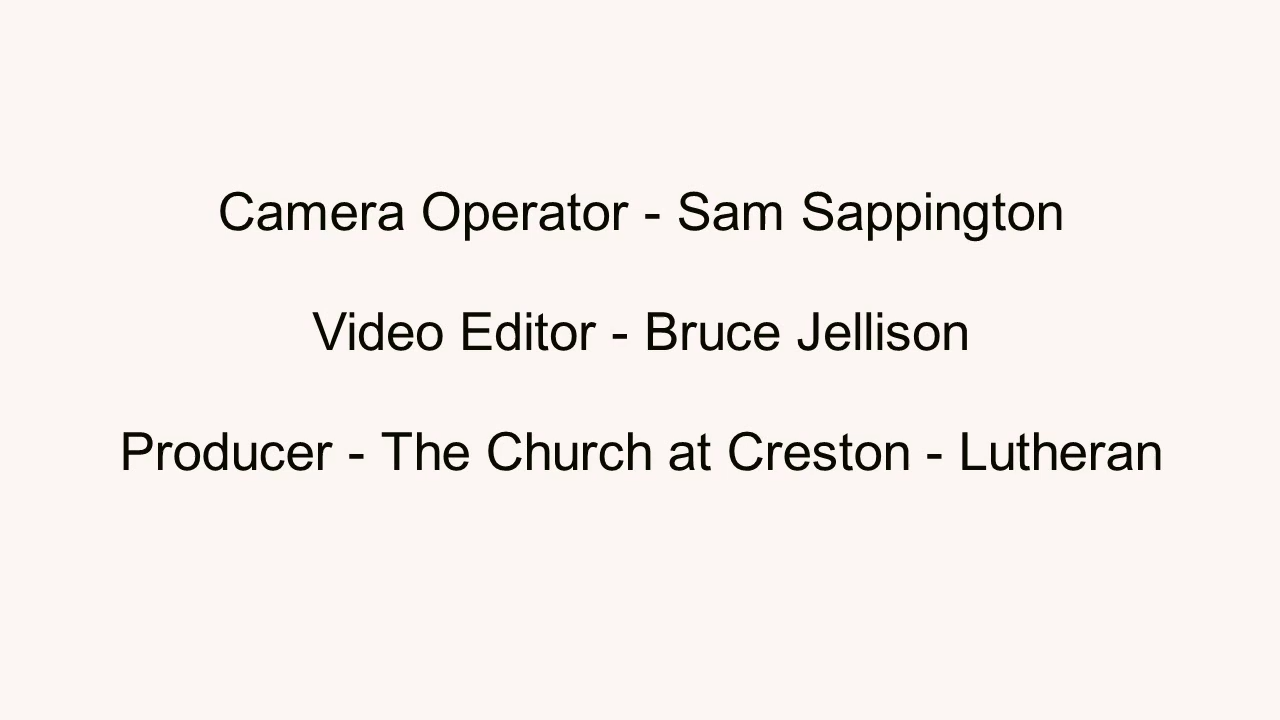 Camera Operator - Sam Sappington
Video Editor - Bruce Jellison
Producer - The Church at Creston - Lutheran